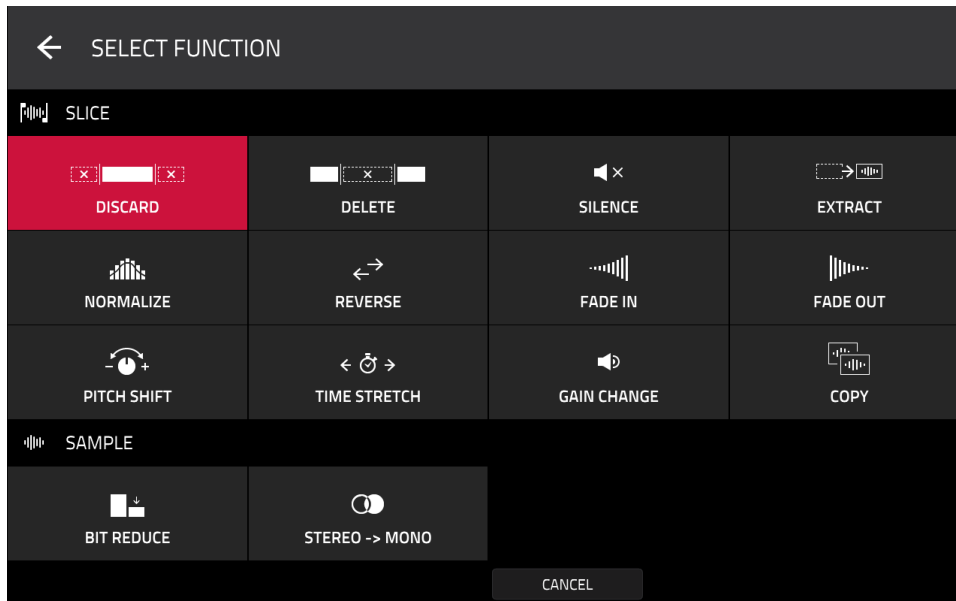 SELECT FUNCTION
SLICE
DISCARD
DELETE
SILENCE
EXTRACT
NORMALIZE
REVERSE
FADE IN
FADE OUT
PITCH SHIFT
TIME STRETCH
GAIN CHANGE
COPY
SAMPLE
BIT REDUCE
STEREO -> MONO
CANCEL